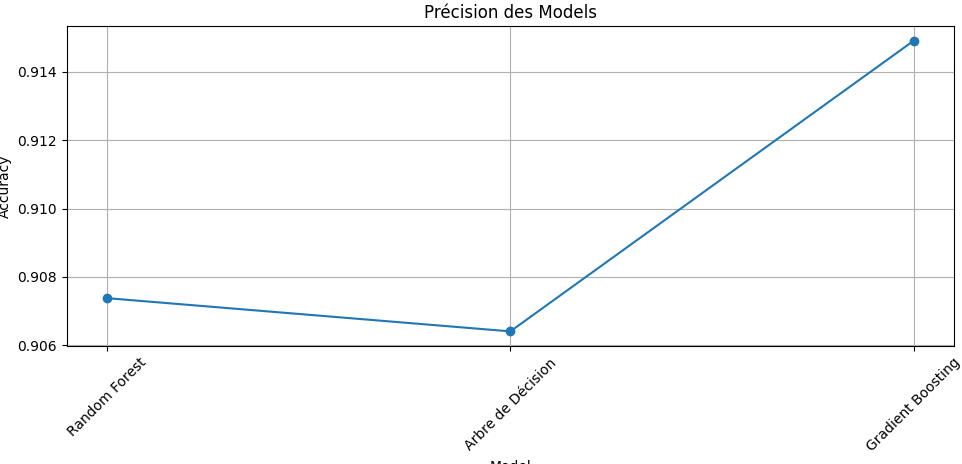 Précision des Models
Accuracy
0.914
0.912
0.910
0.908
0.906
Random Forest
Arbre de Décision
Gradient Boosting
Model